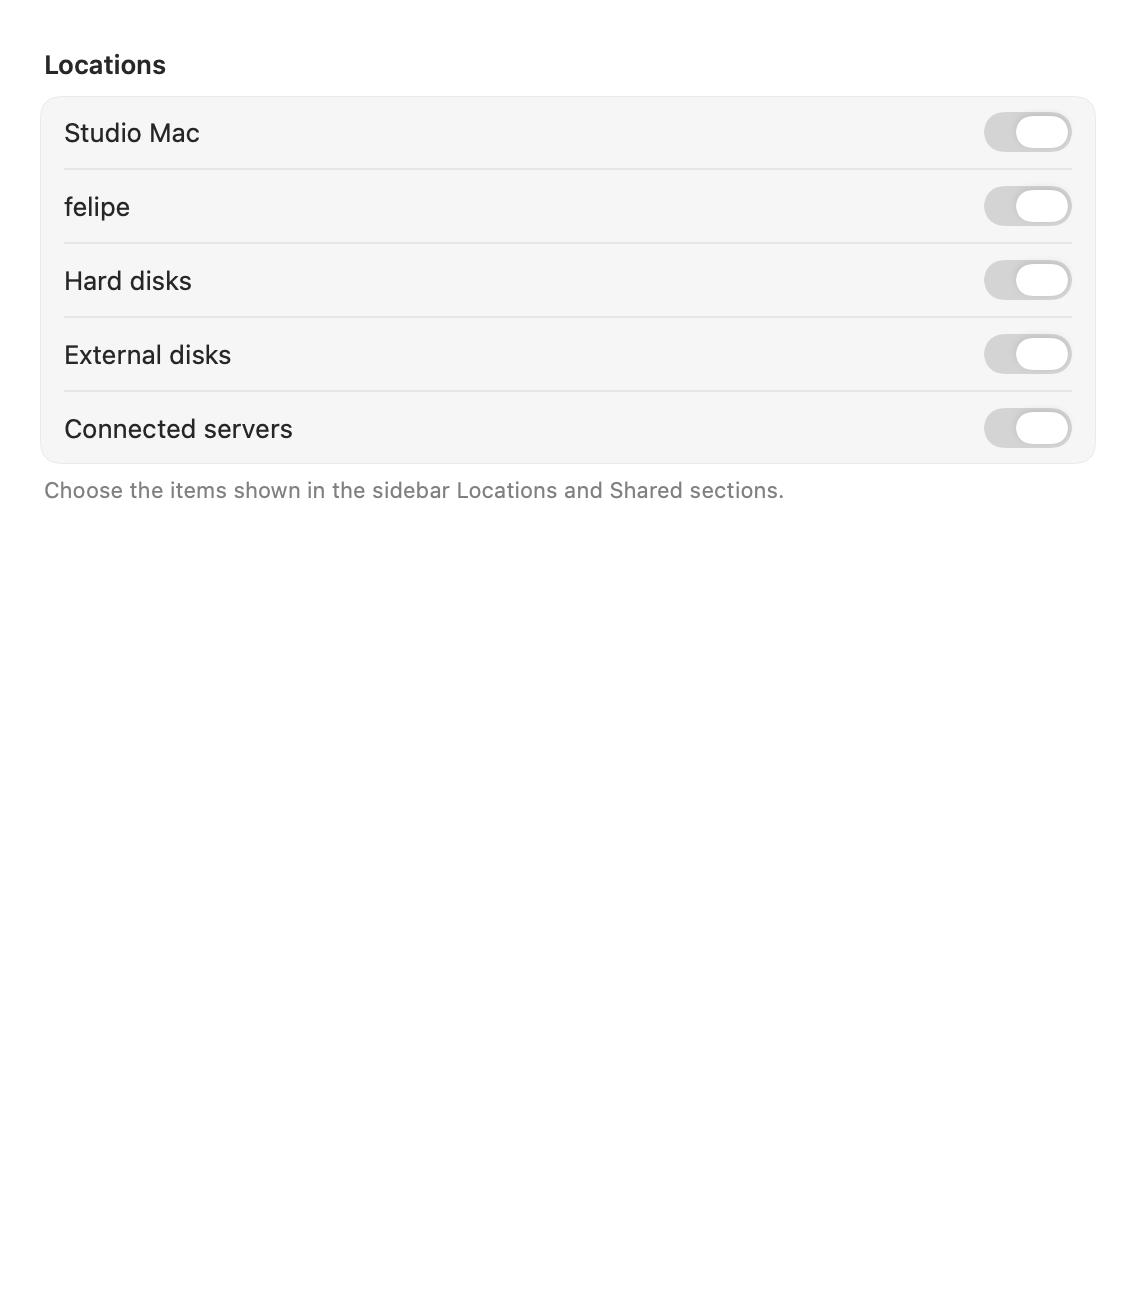 Locations
Studio Mac
felipe
Hard disks
External disks
Connected servers
Choose the items shown in the sidebar Locations and Shared sections.